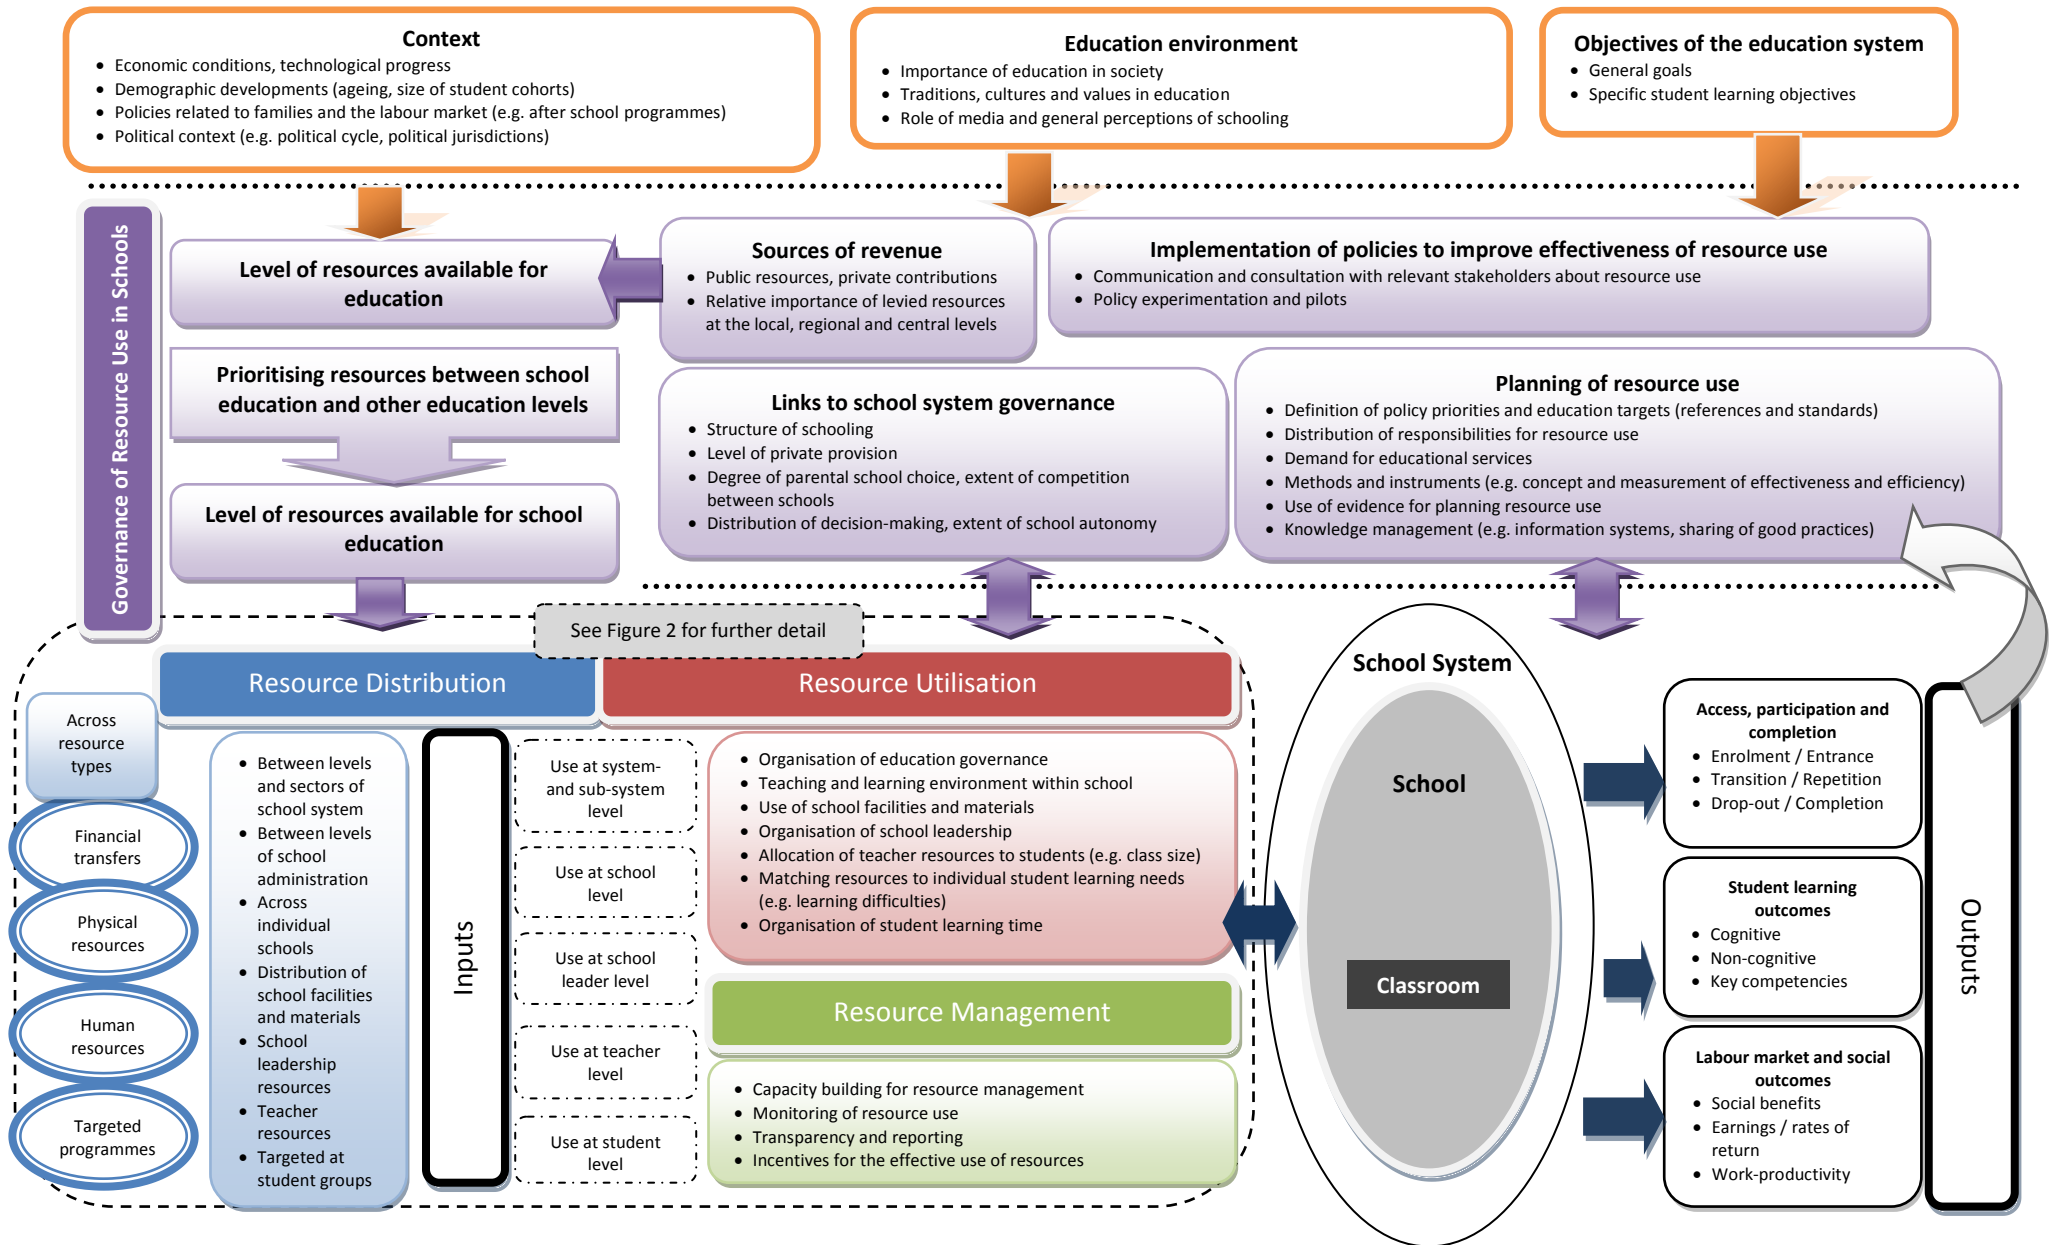 Context
• Economic conditions, technological progress
• Demographic developments (ageing, size of student cohorts)
• Policies related to families and the labour market (e.g. after school programmes)
• Political context (e.g. political cycle, political jurisdictions)
Education environment
• Importance of education in society
• Traditions, cultures and values in education
• Role of media and general perceptions of schooling
Objectives of the education system
• General goals
• Specific student learning objectives
Governance of Resource Use in Schools
Level of resources available for
education
Sources of revenue
• Public resources, private contributions
• Relative importance of levied resources
at the local, regional and central levels
Implementation of policies to improve effectiveness of resource use
• Communication and consultation with relevant stakeholders about resource use
• Policy experimentation and pilots
Prioritising resources between school
education and other education levels
Links to school system governance
• Structure of schooling
• Level of private provision
• Degree of parental school choice, extent of competition
between schools
• Distribution of decision-making, extent of school autonomy
Planning of resource use
• Definition of policy priorities and education targets (references and standards)
• Distribution of responsibilities for resource use
• Demand for educational services
• Methods and instruments (e.g. concept and measurement of effectiveness and efficiency)
• Use of evidence for planning resource use
• Knowledge management (e.g. information systems, sharing of good practices)
Level of resources available for school
education
See Figure 2 for further detail
Resource Distribution
Resource Utilisation
Across
resource
types
Financial
transfers
Physical
resources
Human
resources
Targeted
programmes
• Between levels
and sectors of
school system
• Between levels
of school
administration
• Across
individual
schools
• Distribution of
school facilities
and materials
• School
leadership
resources
• Teacher
resources
• Targeted at
student groups
Inputs
Use at system-
and sub-system
level
Use at school
level
Use at school
leader level
Use at teacher
level
Use at student
level
• Organisation of education governance
• Teaching and learning environment within school
• Use of school facilities and materials
• Organisation of school leadership
• Allocation of teacher resources to students (e.g. class size)
• Matching resources to individual student learning needs
(e.g. learning difficulties)
• Organisation of student learning time
Resource Management
• Capacity building for resource management
• Monitoring of resource use
• Transparency and reporting
• Incentives for the effective use of resources
School System
School
Classroom
Access, participation and
completion
• Enrolment / Entrance
• Transition / Repetition
• Drop-out / Completion
Student learning
outcomes
• Cognitive
• Non-cognitive
• Key competencies
Labour market and social
outcomes
• Social benefits
• Earnings / rates of
return
• Work-productivity
Outputs